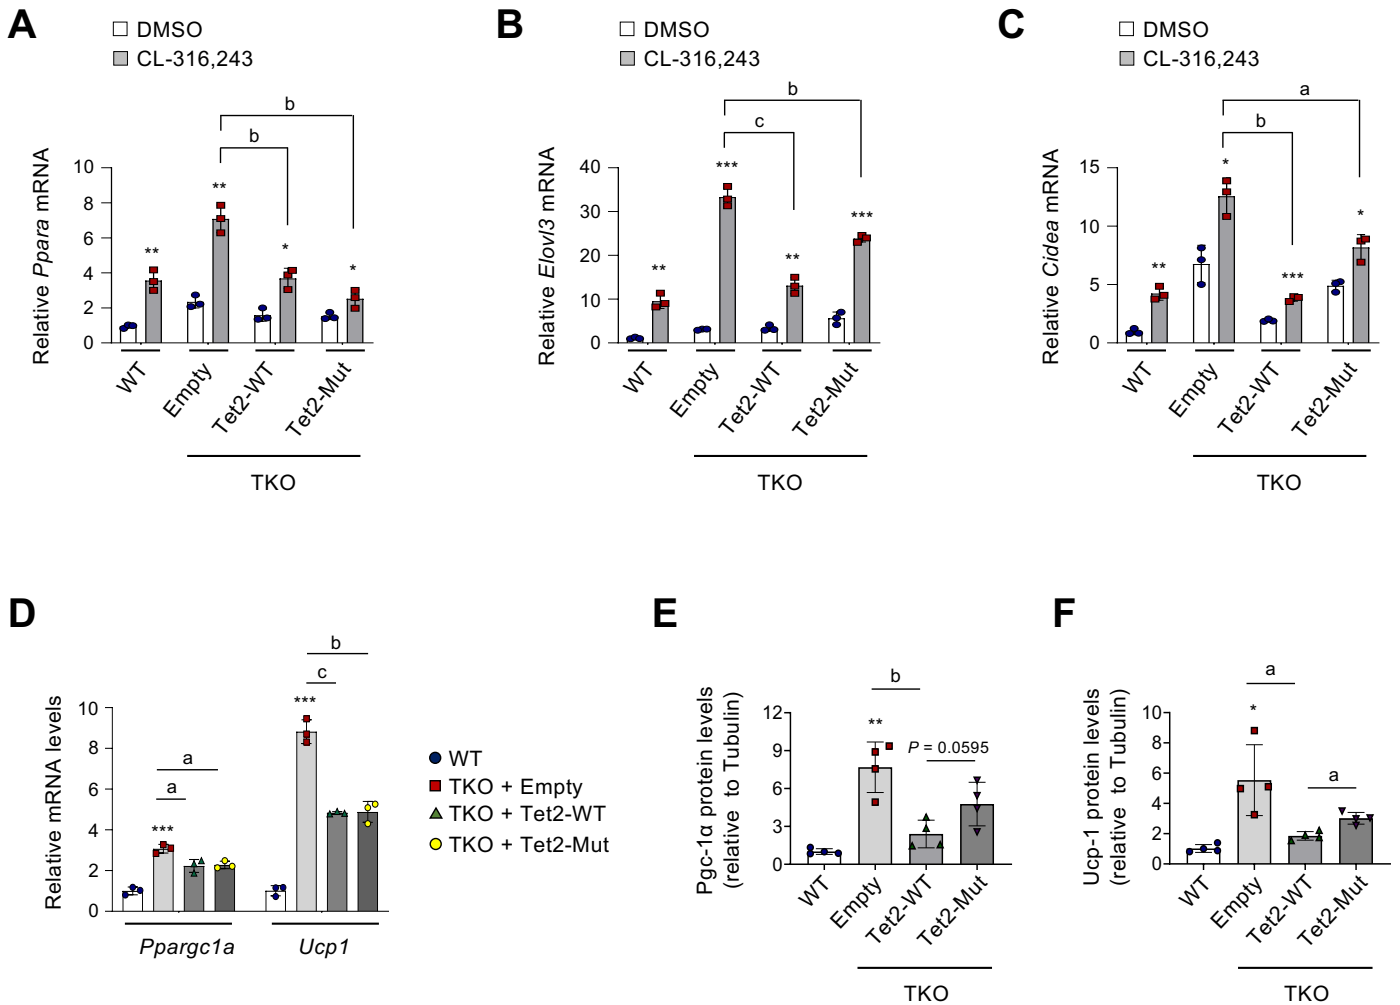 A
DMSO
CL-316,243
b
b
**
**
*
*
Relative Ppara mRNA
10
8
6
4
2
0
WT
Empty
Tet2-WT
Tet2-Mut
TKO
B
DMSO
CL-316,243
b
c
**
***
**
***
Relative Elovl3 mRNA
40
30
20
10
0
WT
Empty
Tet2-WT
Tet2-Mut
TKO
C
DMSO
CL-316,243
a
b
**
*
***
*
Relative Cidea mRNA
15
10
5
0
WT
Empty
Tet2-WT
Tet2-Mut
TKO
D
b
c
***
a
a
***
Relative mRNA levels
10
8
6
4
2
0
Ppargc1a
Ucp1
WT
TKO + Empty
TKO + Tet2-WT
TKO + Tet2-Mut
E
b
**
P = 0.0595
Pgc-1α protein levels
(relative to Tubulin)
12
9
6
3
0
WT
Empty
Tet2-WT
Tet2-Mut
TKO
F
a
*
a
Ucp-1 protein levels
(relative to Tubulin)
10
8
6
4
2
0
WT
Empty
Tet2-WT
Tet2-Mut
TKO